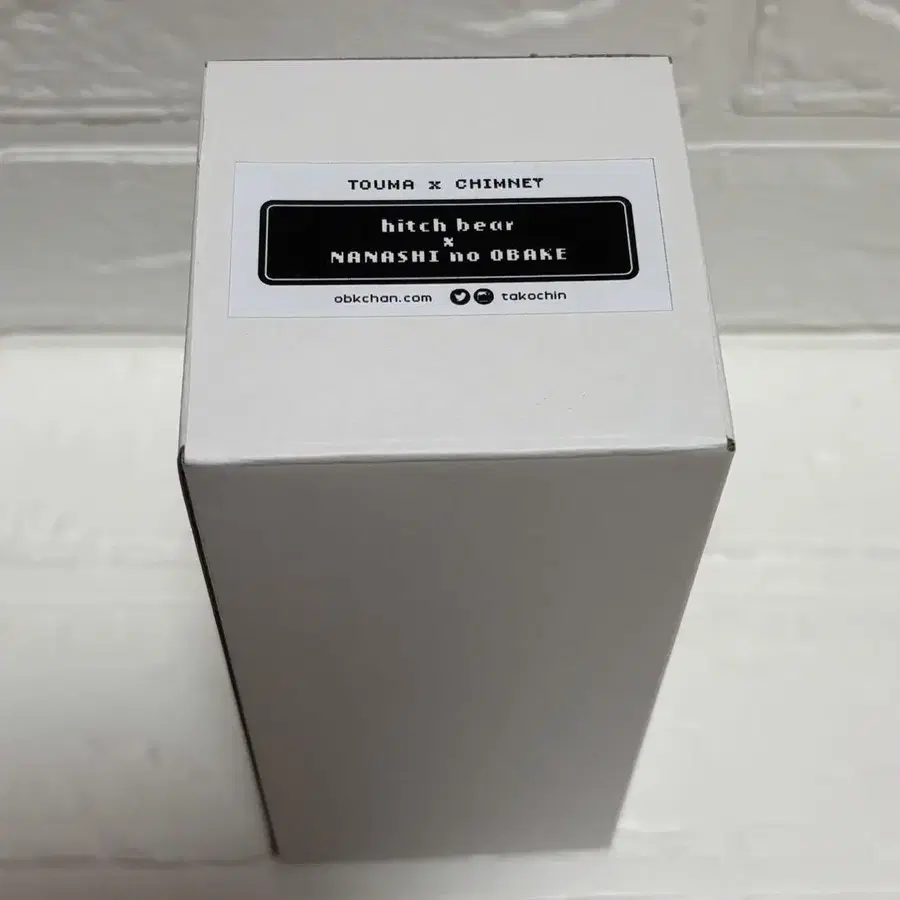 TOUMA x CHIMNEY
hitch bear
x
NANASHI no OBAKE
obkchan.com takochin